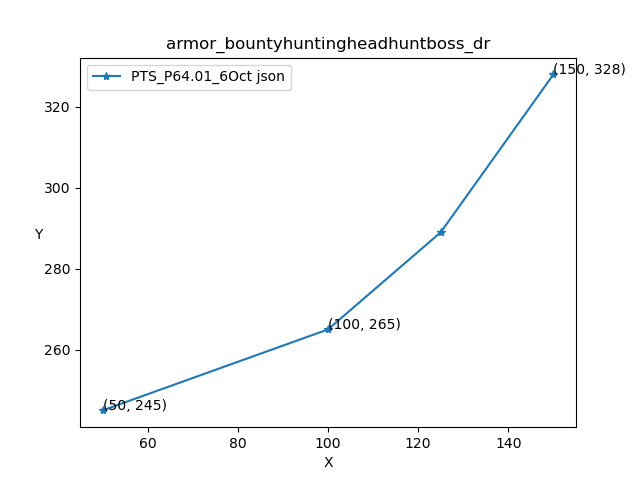 armor_bountyhuntingheadhuntboss_dr
PTS_P64.01_6Oct json
(150, 328)
320
300
Y
280
(100, 265)
260
(50, 245)
60 80 100 120 140
X